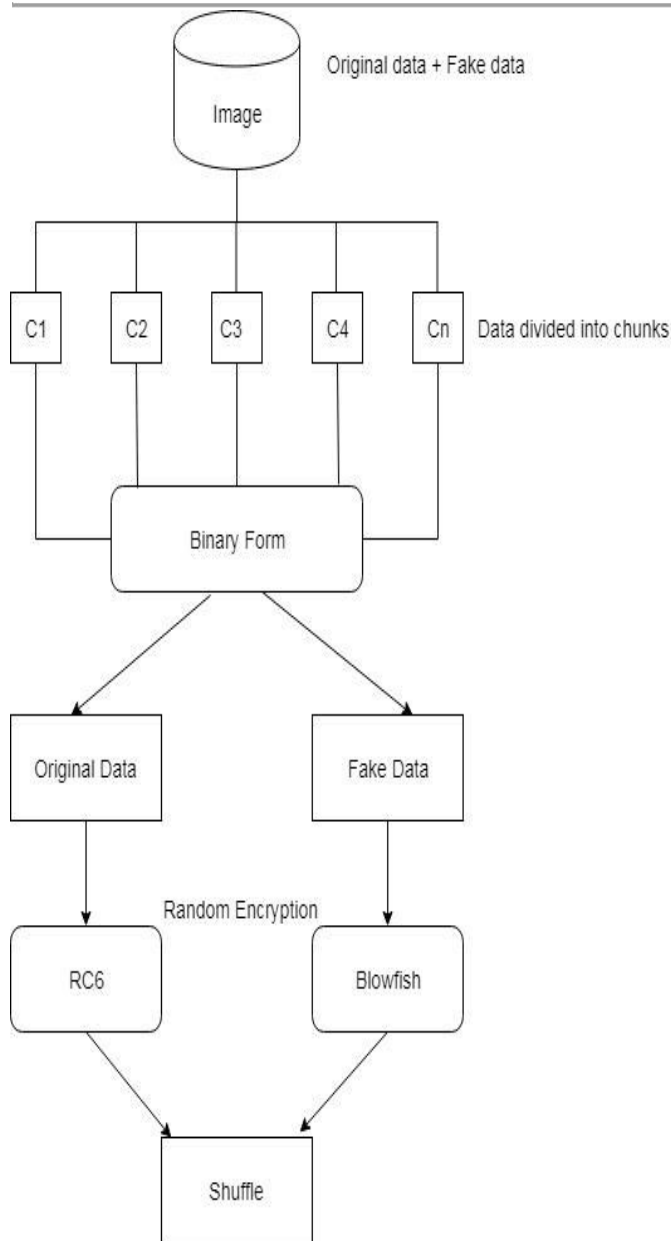 Original data + Fake data
Image
C1
C2
C3
C4
Cn
Data divided into chunks
Binary Form
Original Data
Fake Data
Random Encryption
RC6
Blowfish
Shuffle